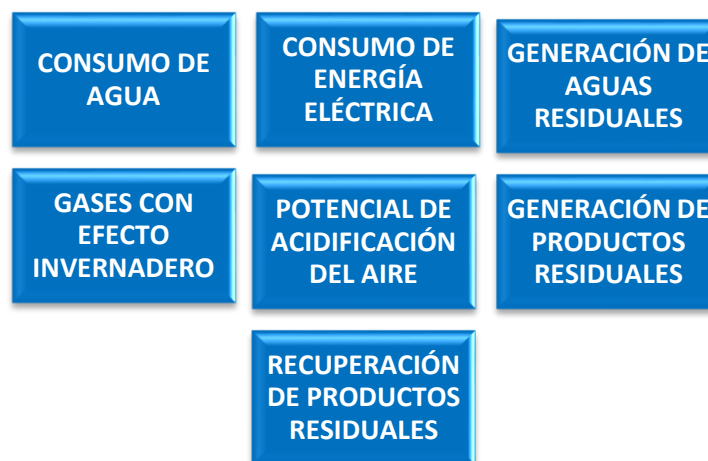 CONSUMO DE
AGUA
CONSUMO DE
ENERGÍA
ELÉCTRICA
GENERACIÓN DE
AGUAS
RESIDUALES
GASES CON
EFECTO
INVERNADERO
POTENCIAL DE
ACIDIFICACIÓN
DEL AIRE
GENERACIÓN DE
PRODUCTOS
RESIDUALES
RECUPERACIÓN
DE PRODUCTOS
RESIDUALES